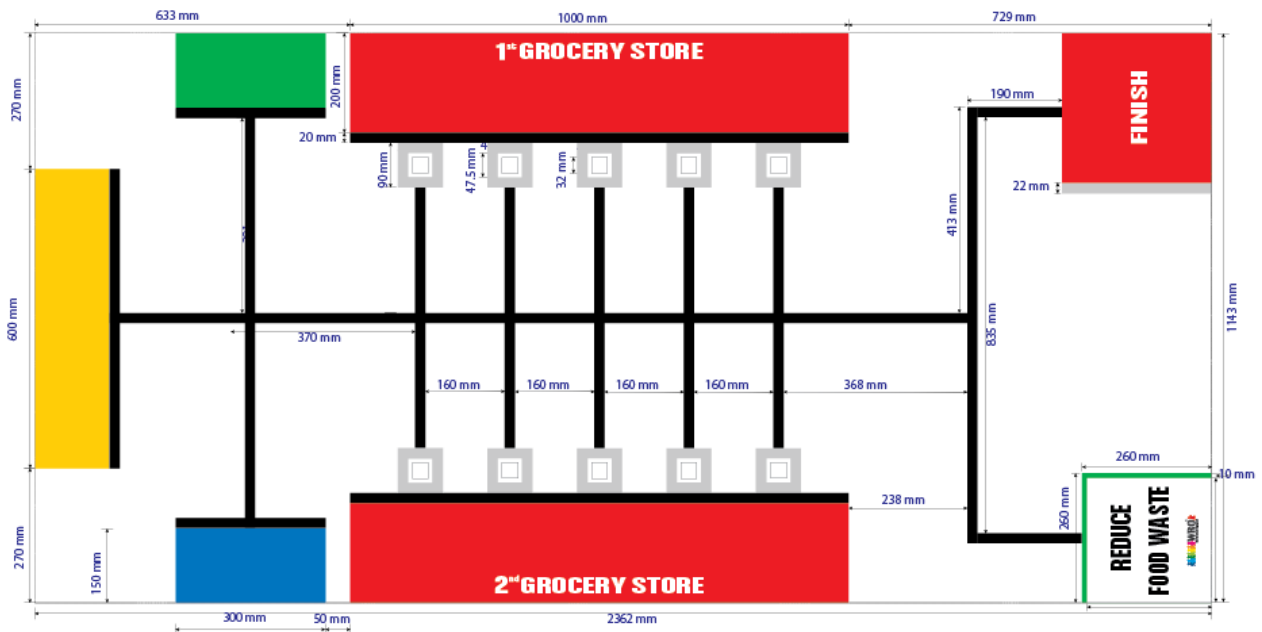 633 mm
1000 mm
729 mm
270 mm
200 mm
1st GROCERY STORE
190 mm
FINISH
20 mm
90 mm
47.5 mm
32 mm
22 mm
413 mm
600 mm
370 mm
835 mm
1143 mm
160 mm
160 mm
160 mm
160 mm
368 mm
260 mm
10 mm
238 mm
260 mm
REDUCE
FOOD WASTE
270 mm
150 mm
2nd GROCERY STORE
300 mm
50 mm
2362 mm